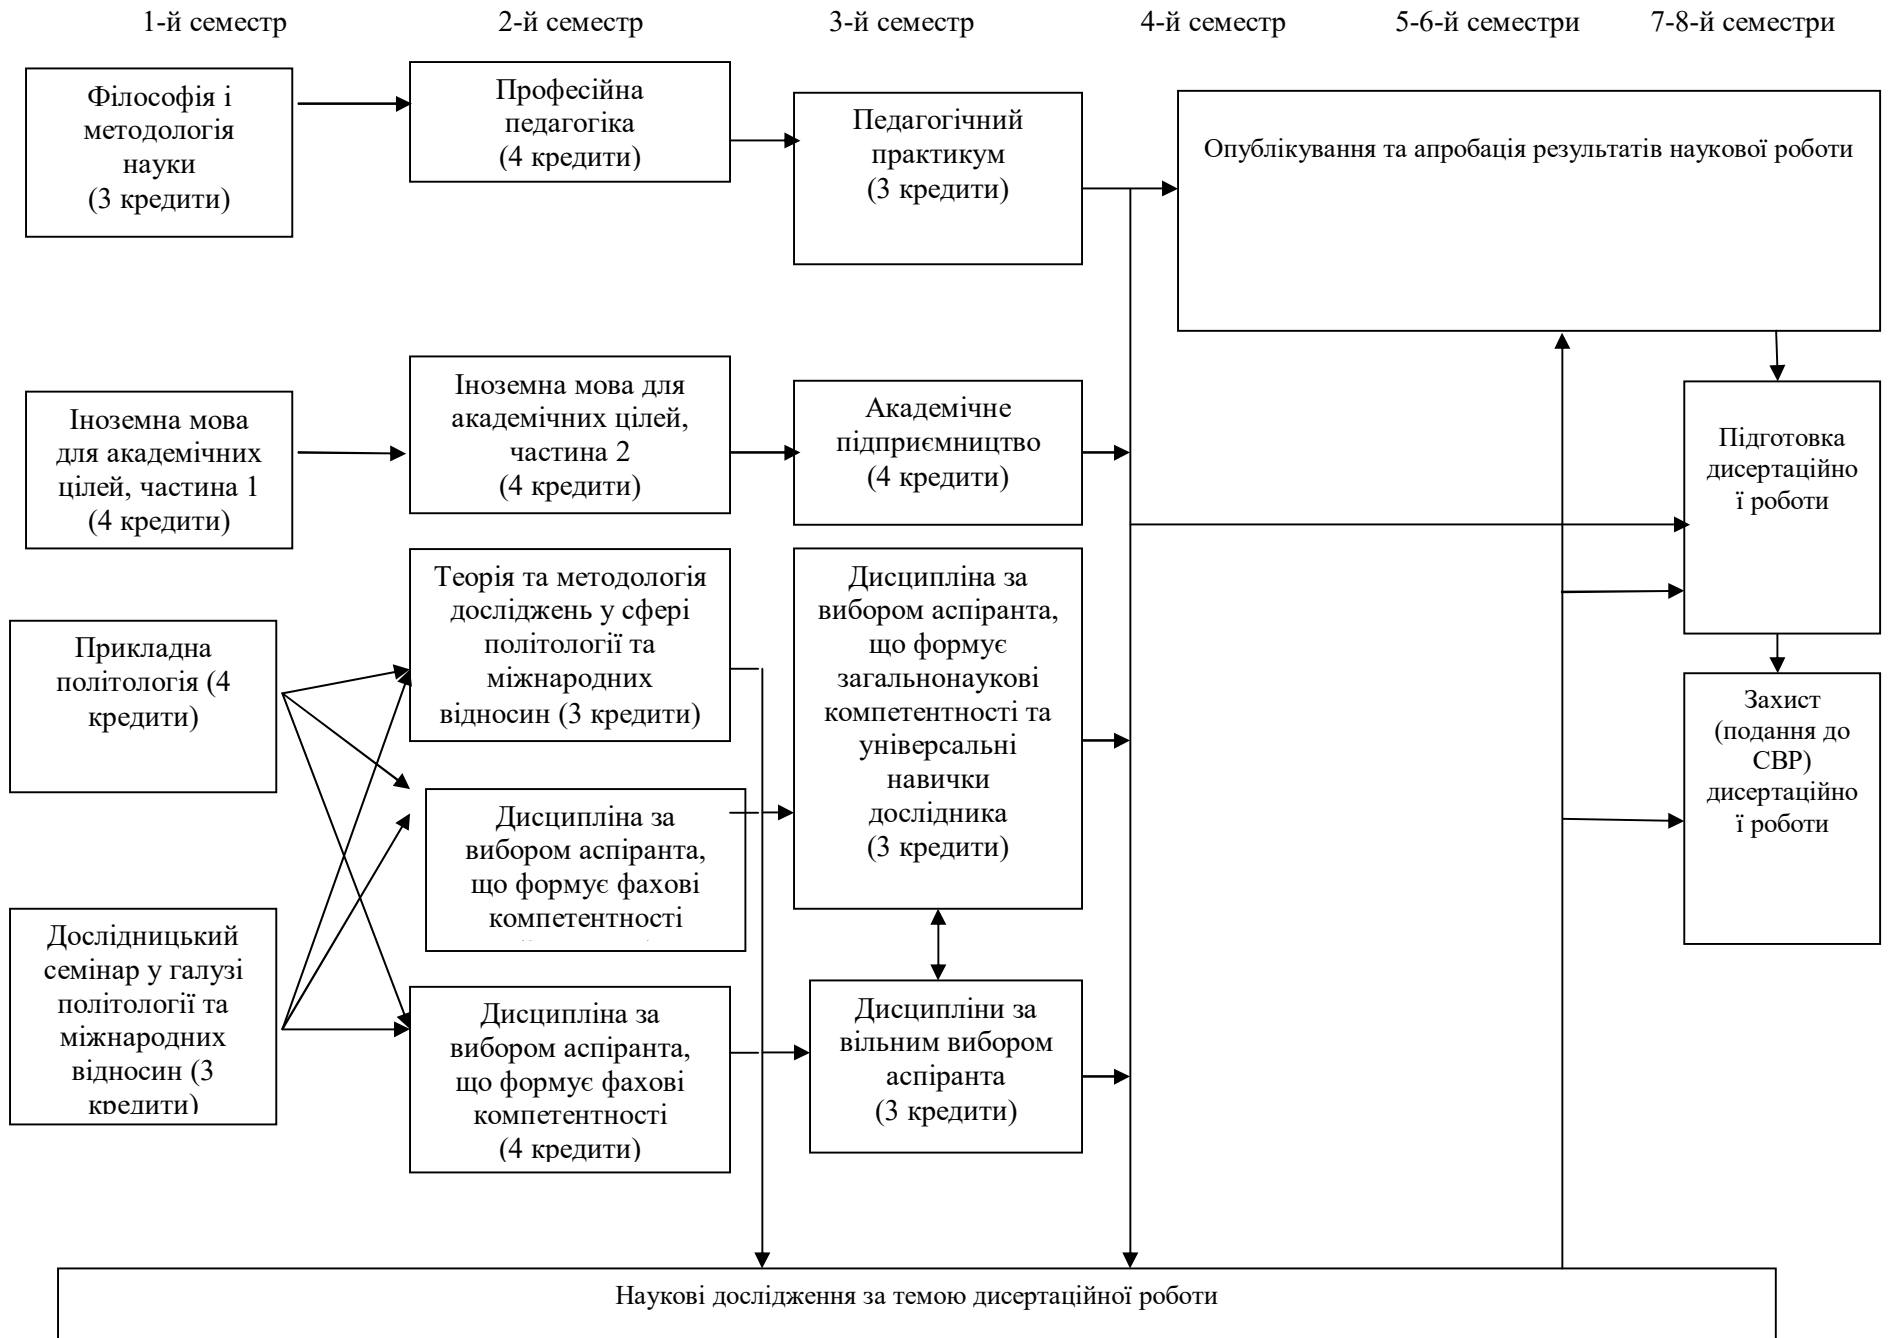 1-й семестр
2-й семестр
3-й семестр
4-й семестр
5-6-й семестри
7-8-й семестри
Філософія і
методологія
науки
(3 кредити)
Професійна
педагогіка
(4 кредити)
Педагогічний
практикум
(3 кредити)
Опублікування та апробація результатів наукової роботи
Іноземна мова
для академічних
цілей, частина 1
(4 кредити)
Іноземна мова для
академічних цілей,
частина 2
(4 кредити)
Академічне
підприємництво
(4 кредити)
Підготовка
дисертаційно
ї роботи
Прикладна
політологія (4
кредити)
Теорія та методологія
досліджень у сфері
політології та
міжнародних
відносин (3 кредити)
Дисципліна за
вибором аспіранта,
що формує
загальнонаукові
компетентності та
універсальні
навички
дослідника
(3 кредити)
Захист
(подання до
СВР)
дисертаційно
ї роботи
Дисципліна за
вибором аспіранта,
що формує фахові
компетентності
Дослідницький
семінар у галузі
політології та
міжнародних
відносин (3
кредити)
Дисципліна за
вибором аспіранта,
що формує фахові
компетентності
(4 кредити)
Дисципліни за
вільним вибором
аспіранта
(3 кредити)
Наукові дослідження за темою дисертаційної роботи